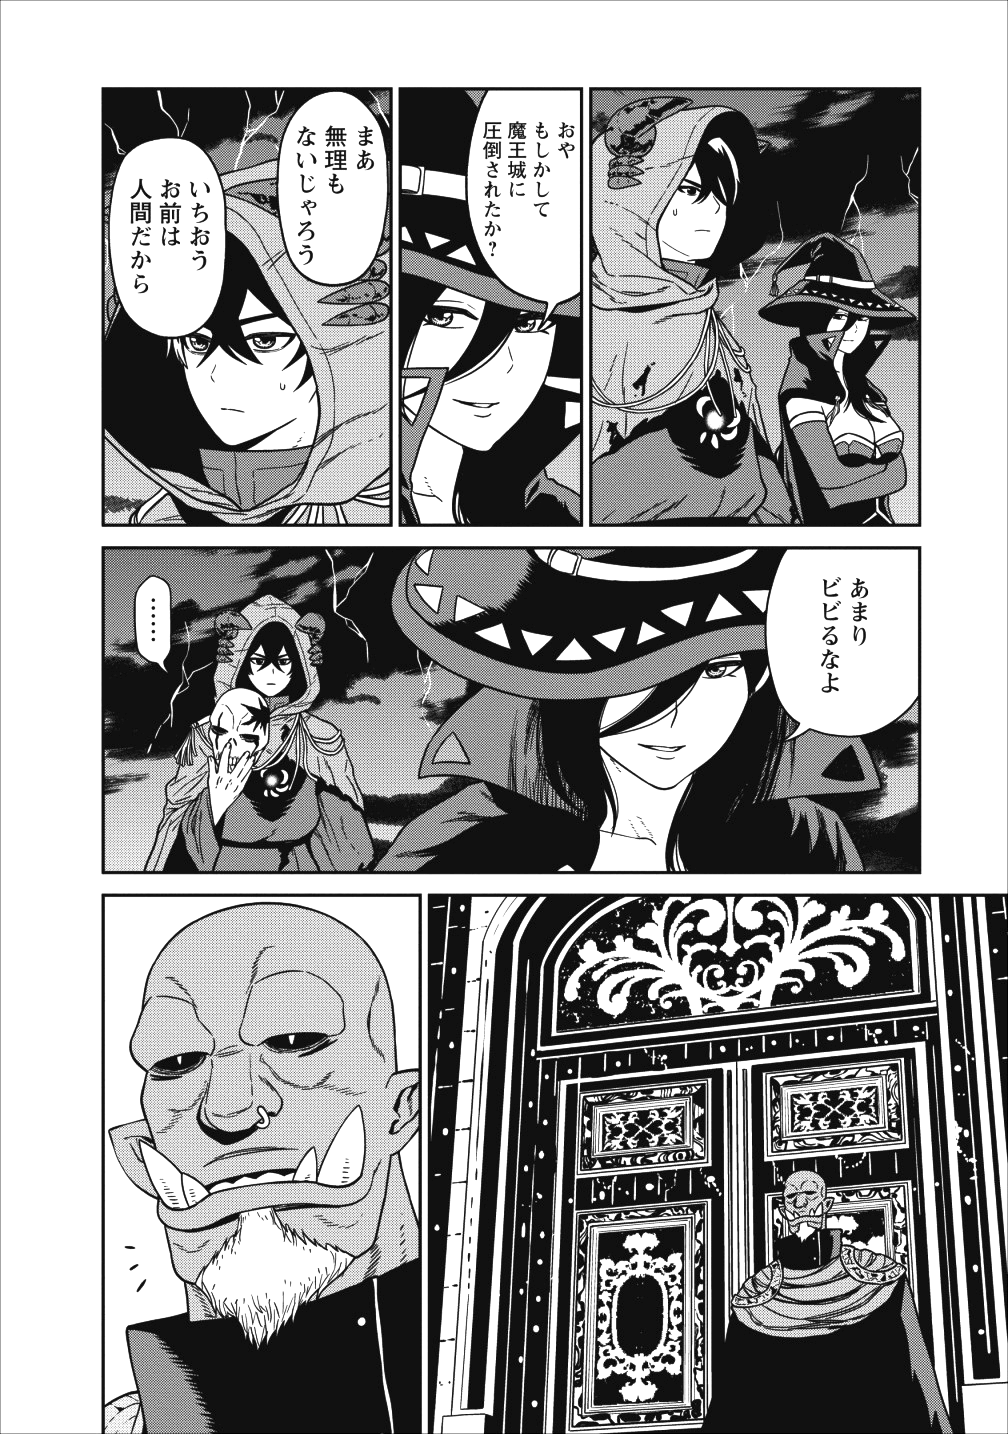 おや
もしかして
魔王城に
圧倒されたか?
まあ
無理も
ないじゃろう
いちおう
お前は
人間だから
あまり
ビビるなよ
……